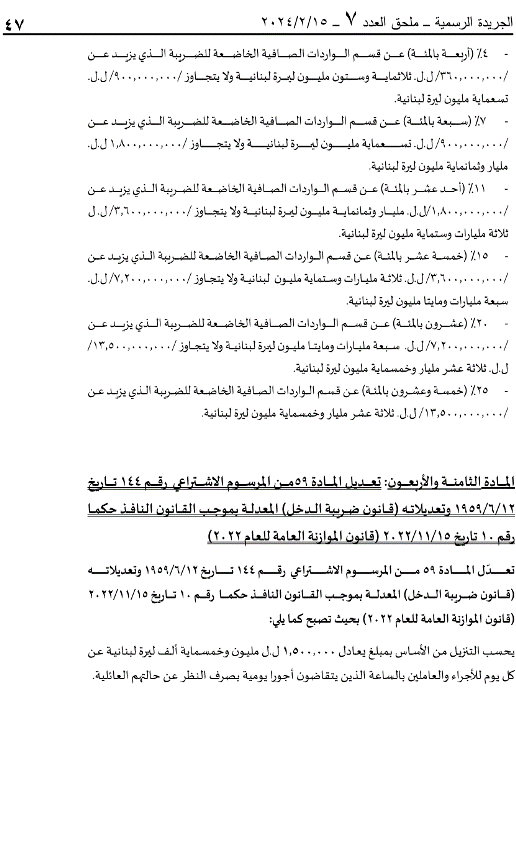 الجريدة الرسمية – ملحق العدد ٧ – ٢٠٢٤/٢/١٥ ٤٧
- ٤٪ (أربعة بالمئة) عن قسم الواردات الصافية الخاضعة للضريبة الذي يزيد عن
/٣٦٠,٠٠٠,٠٠٠/ ل.ل. ثلاثماية وستون مليون ليرة لبنانية ولا يتجاوز /٩٠٠,٠٠٠,٠٠٠/ ل.ل.
تسعماية مليون ليرة لبنانية.
- ٧٪ (سبعة بالمئة) عن قسم الواردات الصافية الخاضعة للضريبة الذي يزيد عن
/٩٠٠,٠٠٠,٠٠٠/ ل.ل. تسعماية مليون ليرة لبنانية ولا يتجاوز /١,٨٠٠,٠٠٠,٠٠٠ ل.ل.
مليار وثمانماية مليون ليرة لبنانية.
- ١١٪ (أحد عشر بالمئة) عن قسم الواردات الصافية الخاضعة للضريبة الذي يزيد عن
/١,٨٠٠,٠٠٠,٠٠٠/ ل.ل. مليار وثمانماية مليون ليرة لبنانية ولا يتجاوز /٣,٦٠٠,٠٠٠,٠٠٠/ ل.ل
ثلاثة مليارات وستماية مليون ليرة لبنانية.
- ١٥٪ (خمسة عشر بالمئة) عن قسم الواردات الصافية الخاضعة للضريبة الذي يزيد عن
/٣,٦٠٠,٠٠٠,٠٠٠/ ل.ل. ثلاثة مليارات وستماية مليون لبنانية ولا يتجاوز /٧,٢٠٠,٠٠٠,٠٠٠/ ل.ل.
سبعة مليارات ومايتا مليون ليرة لبنانية.
- ٢٠٪ (عشرون بالمئة) عن قسم الواردات الصافية الخاضعة للضريبة الذي يزيد عن
/٧,٢٠٠,٠٠٠,٠٠٠/ ل.ل. سبعة مليارات ومايتا مليون ليرة لبنانية ولا يتجاوز /١٣,٥٠٠,٠٠٠,٠٠٠/
ل.ل. ثلاثة عشر مليار وخمسماية مليون ليرة لبنانية.
- ٢٥٪ (خمسة وعشرون بالمئة) عن قسم الواردات الصافية الخاضعة للضريبة الذي يزيد عن
/١٣,٥٠٠,٠٠٠,٠٠٠/ ل.ل. ثلاثة عشر مليار وخمسماية مليون ليرة لبنانية.
المادة الثامنة والأربعون: تعديل المادة ٥٩ من المرسوم الاشتراعي رقم ١٤٤ تاريخ
١٩٥٩/٦/١٢ وتعديلاته (قانون ضريبة الدخل) المعدلة بموجب القانون النافذ حكما
رقم ١٠ تاريخ ٢٠٢٢/١١/١٥ (قانون الموازنة العامة للعام ٢٠٢٢)
تعدّل المادة ٥٩ من المرسوم الاشتراعي رقم ١٤٤ تاريخ ١٩٥٩/٦/١٢ وتعديلاته
(قانون ضريبة الدخل) المعدلة بموجب القانون النافذ حكما رقم ١٠ تاريخ ٢٠٢٢/١١/١٥
(قانون الموازنة العامة للعام ٢٠٢٢) بحيث تصبح كما يلي:
يحسب التنزيل من الأساس بمبلغ يعادل ١,٥٠٠,٠٠٠ ل.ل مليون وخمسماية ألف ليرة لبنانية عن
كل يوم للأجراء والعاملين بالساعة الذين يتقاضون أجورا يومية بصرف النظر عن حالتهم العائلية.